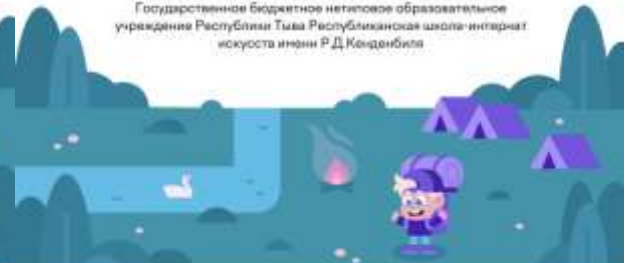 Государственное бюджетное нетиповое образовательное
учреждение Республики Тыва Республиканская школа-интернат
искусств имени Р.Д.Кенденбиля